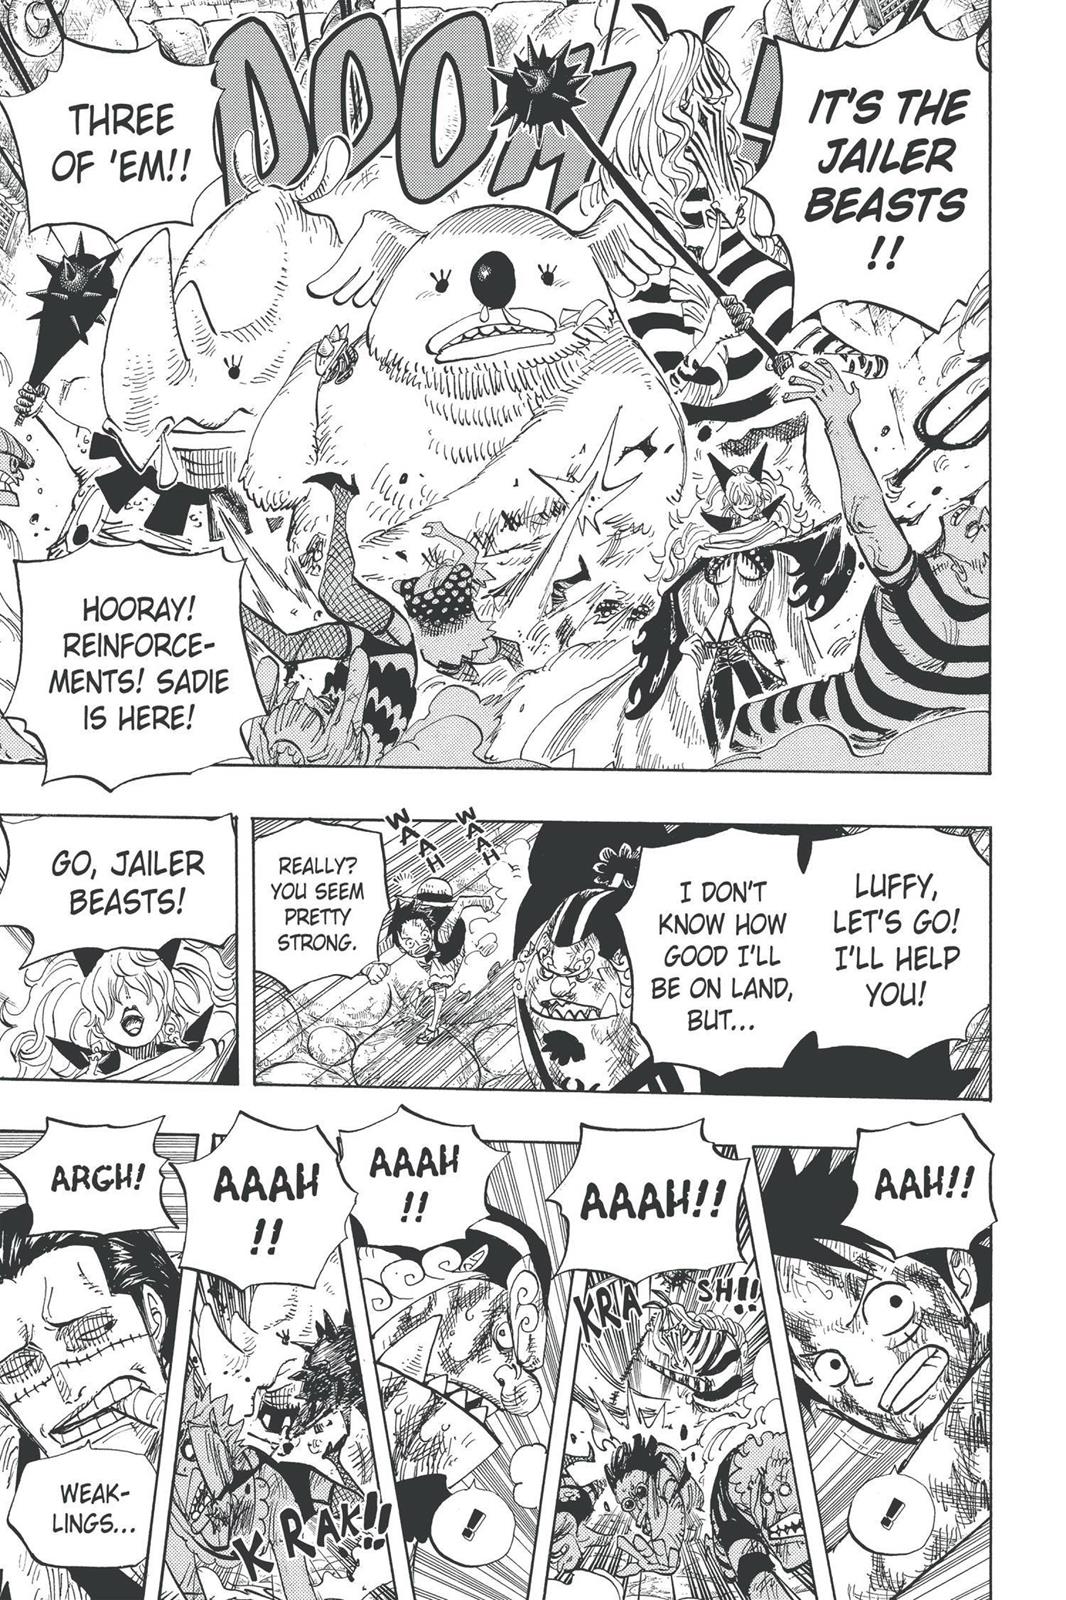 IT'S THE
JAILER
BEASTS
!!
DOOM!
THREE
OF 'EM!!
HOORAY!
REINFORCE-
MENTS! SADIE
IS HERE!
LUFFY,
LET'S GO!
I'LL HELP
YOU!
I DON'T
KNOW HOW
GOOD I'LL
BE ON LAND,
BUT...
WAAH
WAAH
REALLY?
YOU SEEM
PRETTY
STRONG.
GO, JAILER
BEASTS!
AAH!!
AAAH!!
KRA
SH!!
!
AAAH
!!
!
AAAH
!!
KRAK!!
ARGH!
WEAK-
LINGS...